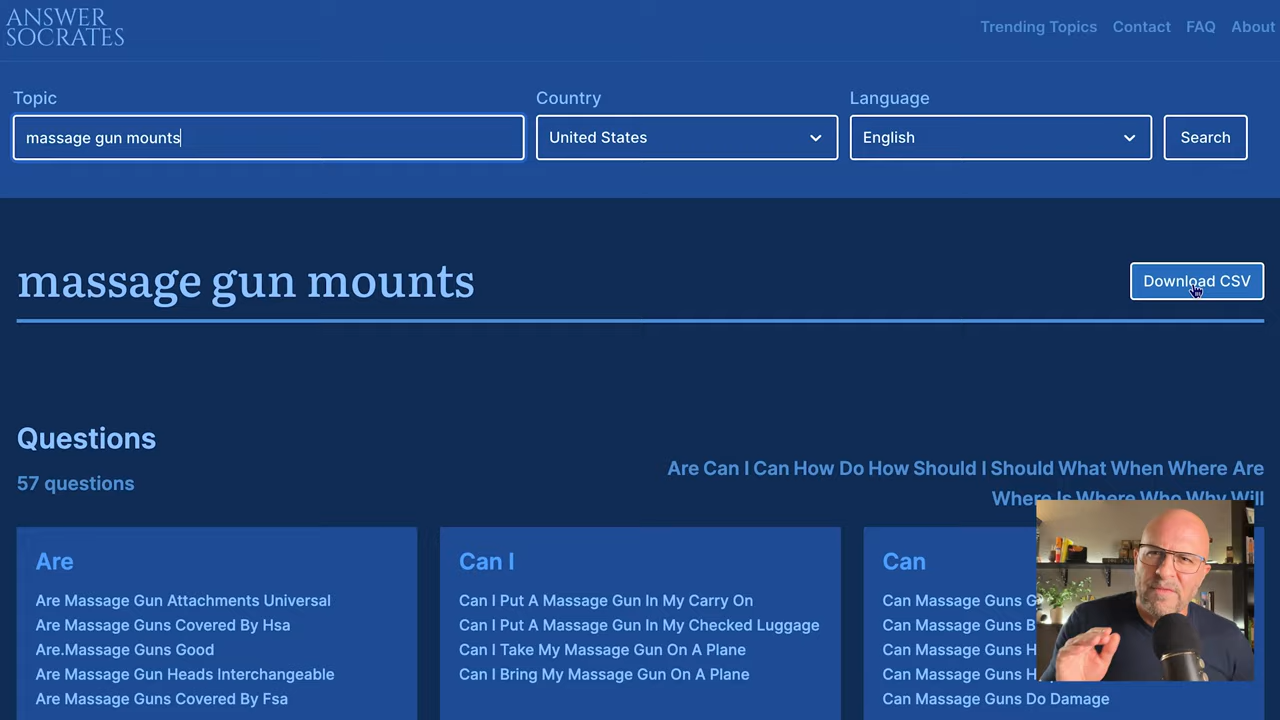 ANSWER
SOCRATES
Trending Topics Contact FAQ About
Topic
Country
Language
massage gun mounts
United States
English
Search
massage gun mounts
Download CSV
Questions
57 questions
Are Can I Can How Do How Should I Should What When Where Are
Where Is Where Who Why Will
Are
Are Massage Gun Attachments Universal
Are Massage Guns Covered By Hsa
Are.Massage Guns Good
Are Massage Gun Heads Interchangeable
Are Massage Guns Covered By Fsa
Can I
Can I Put A Massage Gun In My Carry On
Can I Put A Massage Gun In My Checked Luggage
Can I Take My Massage Gun On A Plane
Can I Bring My Massage Gun On A Plane
Can
Can Massage Guns
Can Massage Guns
Can Massage Guns
Can Massage Guns
Can Massage Guns Do Damage